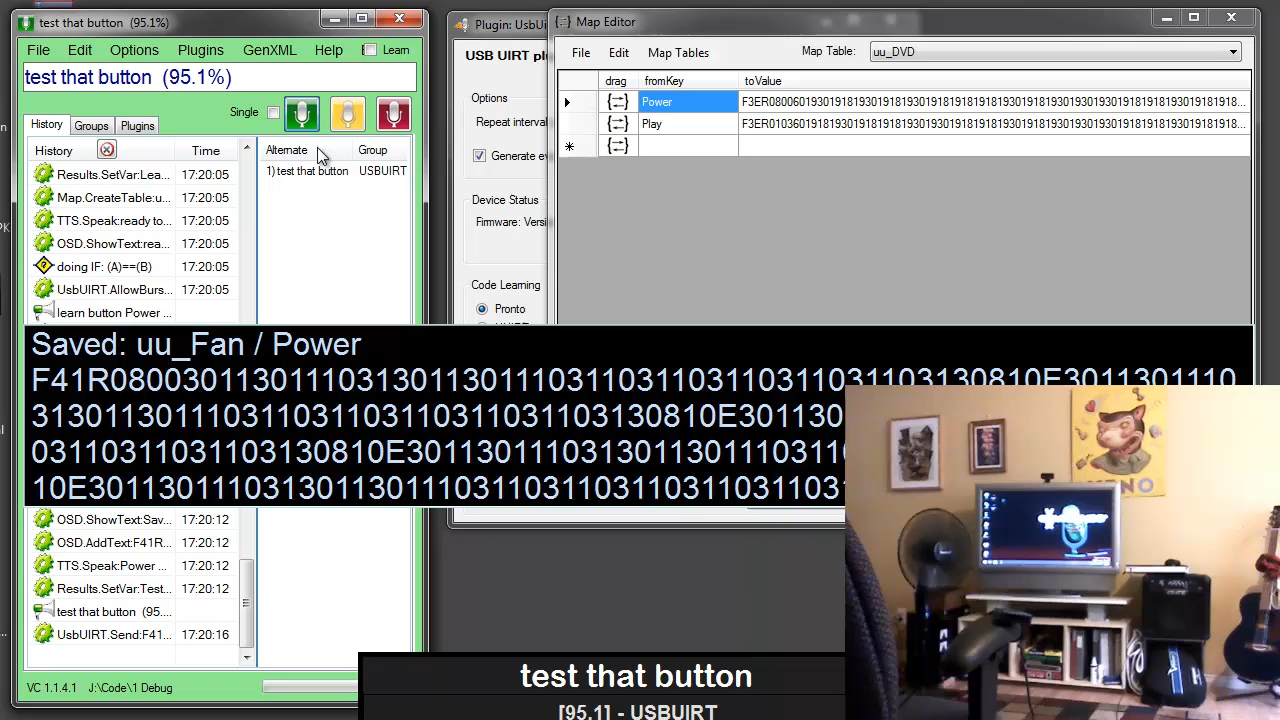 test that button (95.1%)
File Edit Options Plugins GenXML Help Learn
test that button (95.1%)
Single
History Groups Plugins
History Time
Results.SetVar:Lea... 17:20:05
Map.CreateTable:u... 17:20:05
TTS.Speak:ready to... 17:20:05
OSD.ShowText:rea... 17:20:05
doing IF: (A)==(B) 17:20:05
UsbUIRT.AllowBurs... 17:20:05
learn button Power ...
Alternate Group
1) test that button USBUIRT
Plugin: UsbUi
USB UIRT
Options
Repeat interval
Generate ev
Device Status
Firmware: Versi
Code Learning
Pronto
Map Editor
File Edit Map Tables
Map Table: uu_DVD
drag fromKey toValue
Power
Play
Saved: uu_Fan / Power
OSD.ShowText:Sav... 17:20:12
OSD.AddText:F41R... 17:20:12
TTS.Speak:Power ... 17:20:12
Results.SetVar:Test... 17:20:12
test that button (95....
UsbUIRT.Send:F41... 17:20:16
VC 1.1.4.1 J:\Code\1 Debug
test that button
[95.1] - USBUIRT